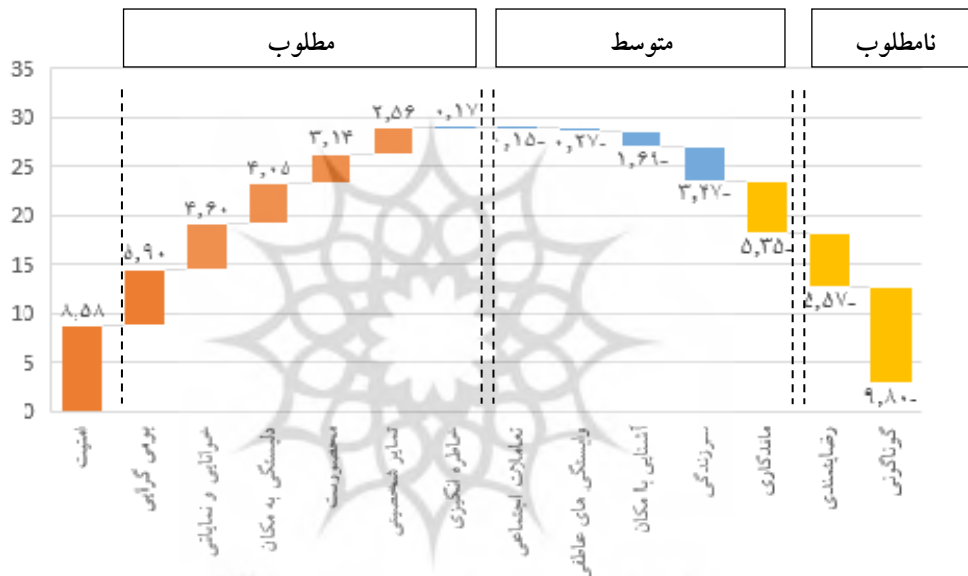 نامطلوب
متوسط
مطلوب
35
30
25
20
15
10
5
0
۸,۵۸
۵,۹۰
۴,۶۰
۴,۰۵
۳,۱۴
۲,۵۶
۰,۱۷
۰,۱۵-
۰,۲۷-
۱,۶۹-
۳,۴۷-
۵,۳۵-
۵,۵۷-
۹,۸۰-
امنیت
بومی گرایی
خوانایی و نمایانی
دلبستگی به مکان
محصوریت
تمایز شخصیتی
خاطره انگیزی
تعاملات اجتماعی
وابستگی های عاطفی
آشنایی با مکان
سرزندگی
ماندگاری
رضایتمندی
گوناگونی